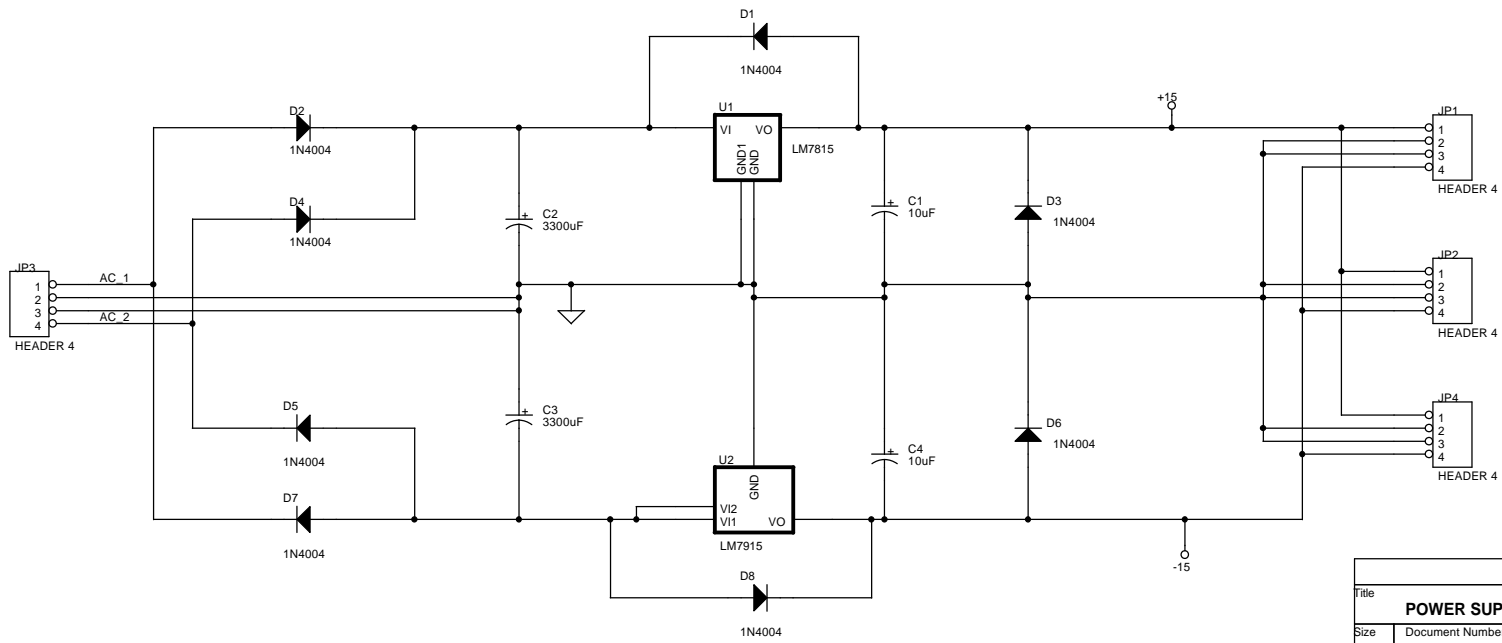 D1
1N4004
D2
1N4004
U1
VI
VO
GND1
GND
LM7815
+15
JP1
1
2
3
4
HEADER 4
D4
1N4004
C2
3300uF
C1
10uF
D3
1N4004
JP3
1
2
3
4
HEADER 4
AC_1
AC_2
JP2
1
2
3
4
HEADER 4
D5
1N4004
C3
3300uF
C4
10uF
D6
1N4004
JP4
1
2
3
4
HEADER 4
D7
1N4004
U2
GND
VI2
VI1
VO
LM7915
-15
D8
1N4004
Title
POWER SUP
Size
Document Numbe